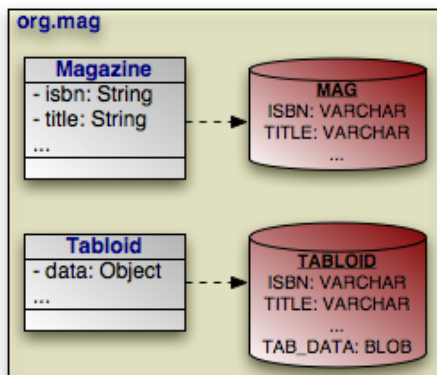 org.mag
Magazine
- isbn: String
- title: String
...
MAG
ISBN: VARCHAR
TITLE: VARCHAR
...
Tabloid
- data: Object
...
TABLOID
ISBN: VARCHAR
TITLE: VARCHAR
...
TAB_DATA: BLOB